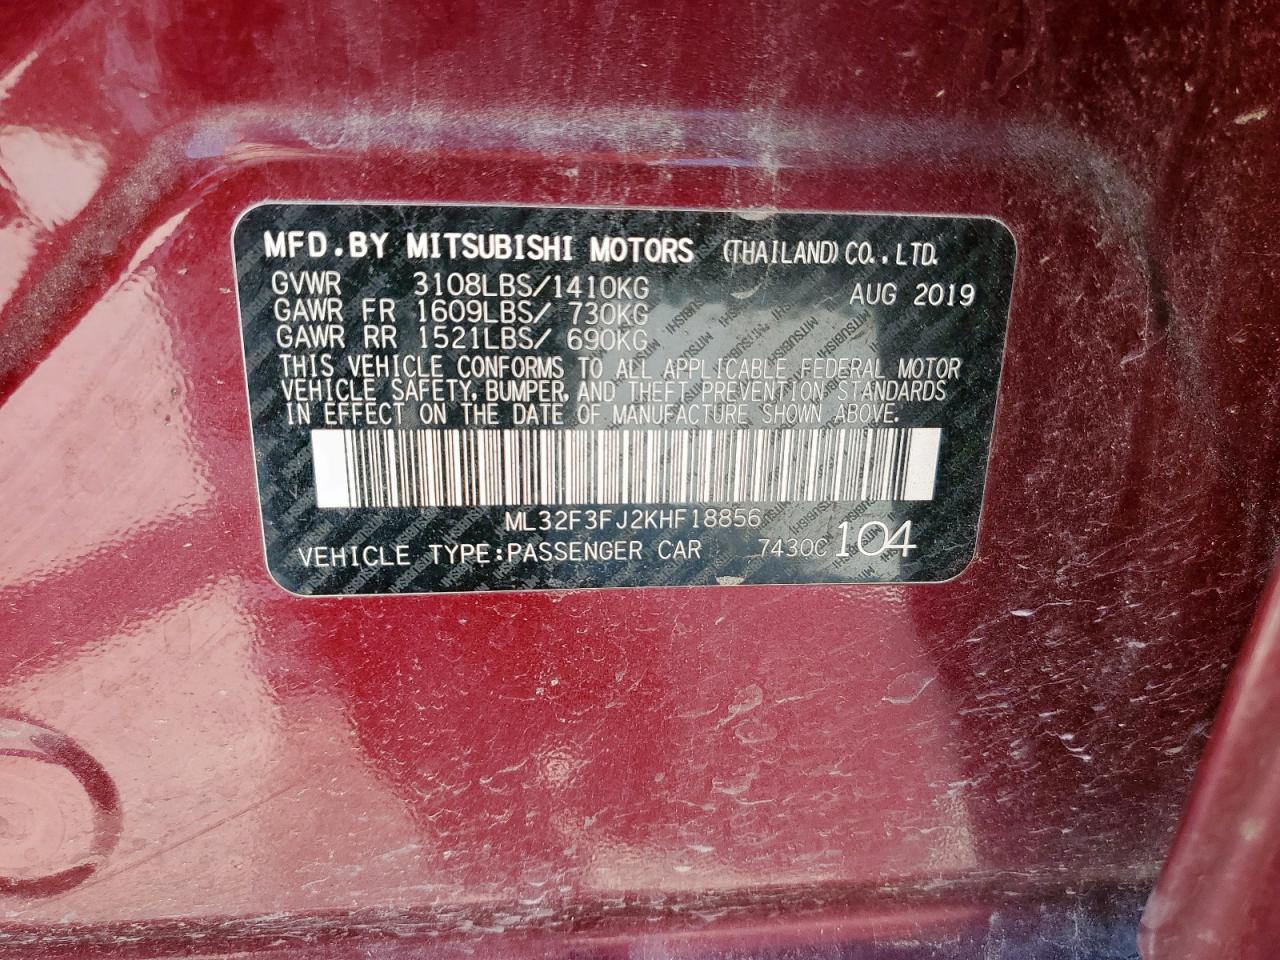 MFD.BY MITSUBISHI MOTORS (THAILAND) CO.,LTD.
GVWR 3108LBS/1410KG AUG 2019
GAWR FR 1609LBS/ 730KG
GAWR RR 1521LBS/ 690KG
THIS VEHICLE CONFORMS TO ALL APPLICABLE FEDERAL MOTOR
VEHICLE SAFETY, BUMPER, AND THEFT PREVENTION STANDARDS
IN EFFECT ON THE DATE OF MANUFACTURE SHOWN ABOVE.
ML32F3FJ2KHF18856
VEHICLE TYPE:PASSENGER CAR 7430C 104